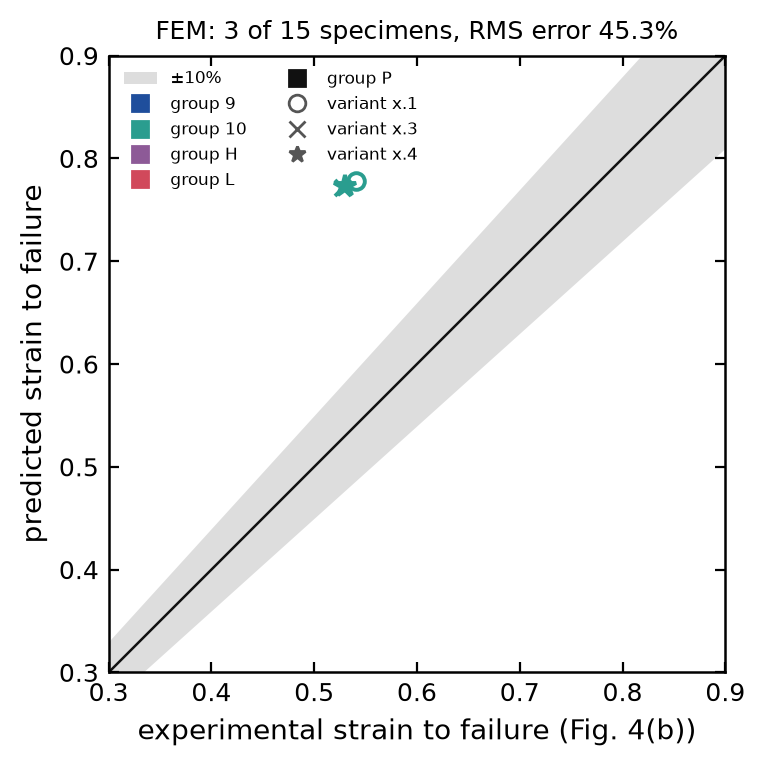 FEM: 3 of 15 specimens, RMS error 45.3%
0.9
0.8
0.7
0.6
0.5
0.4
0.3
predicted strain to failure
±10%
group 9
group 10
group H
group L
group P
variant x.1
variant x.3
variant x.4
0.3 0.4 0.5 0.6 0.7 0.8 0.9
experimental strain to failure (Fig. 4(b))